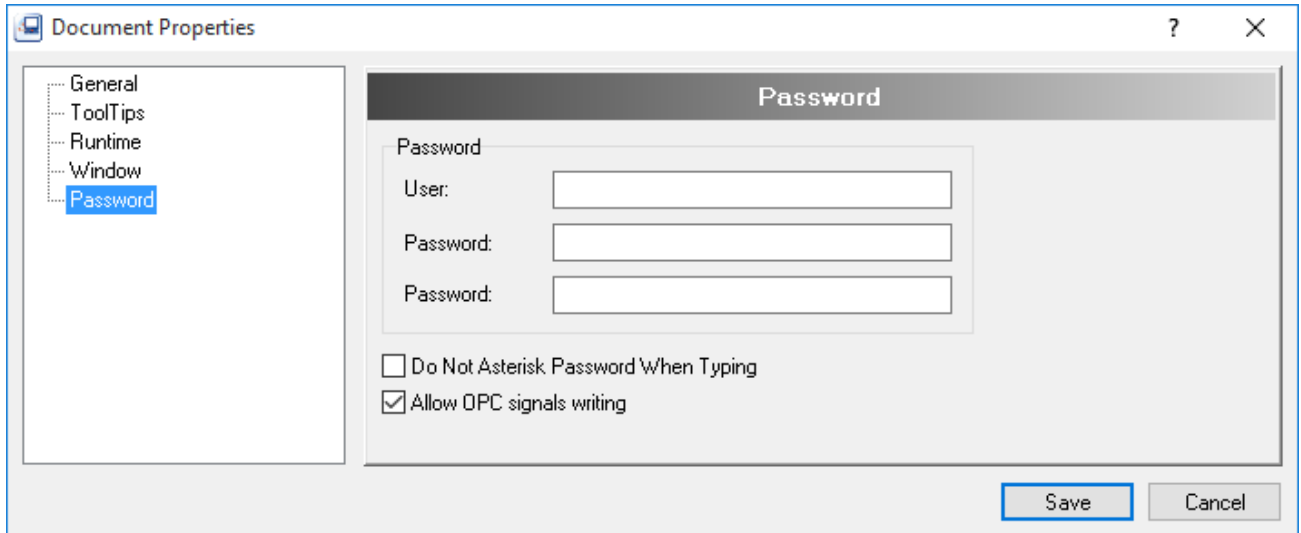 Document Properties
General
ToolTips
Runtime
Window
Password
Password
Password
User:
Password:
Password:
Do Not Asterisk Password When Typing
Allow OPC signals writing
Save Cancel